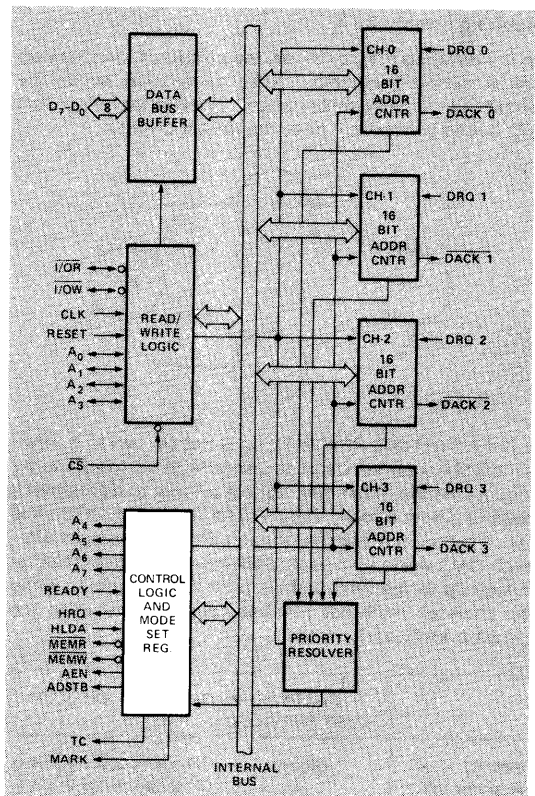 D7-D0
8
DATA
BUS
BUFFER
I/OR
I/OW
CLK
RESET
A0
A1
A2
A3
READ/
WRITE
LOGIC
CS
A4
A5
A6
A7
READY
HRQ
HLDA
MEMR
MEMW
AEN
ADSTB
CONTROL
LOGIC
AND
MODE
SET
REG.
TC
MARK
INTERNAL
BUS
CH-0
16
BIT
ADDR
CNTR
DRQ 0
DACK 0
CH-1
16
BIT
ADDR
CNTR
DRQ 1
DACK 1
CH-2
16
BIT
ADDR
CNTR
DRQ 2
DACK 2
CH-3
16
BIT
ADDR
CNTR
DRQ 3
DACK 3
PRIORITY
RESOLVER